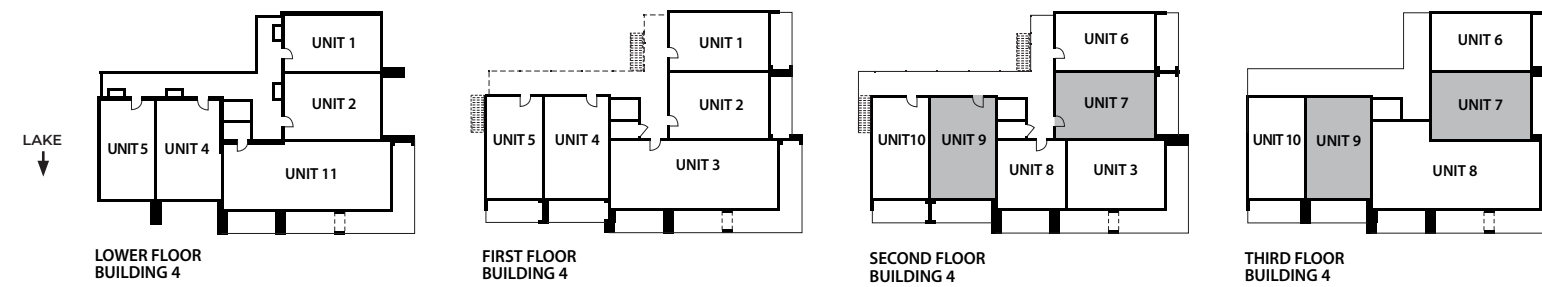 LAKE
UNIT 1
UNIT 2
UNIT 5
UNIT 4
UNIT 11
LOWER FLOOR
BUILDING 4
UNIT 1
UNIT 2
UNIT 5
UNIT 4
UNIT 3
FIRST FLOOR
BUILDING 4
UNIT 6
UNIT 7
UNIT10
UNIT 9
UNIT 8
UNIT 3
SECOND FLOOR
BUILDING 4
UNIT 6
UNIT 7
UNIT 10
UNIT 9
UNIT 8
THIRD FLOOR
BUILDING 4